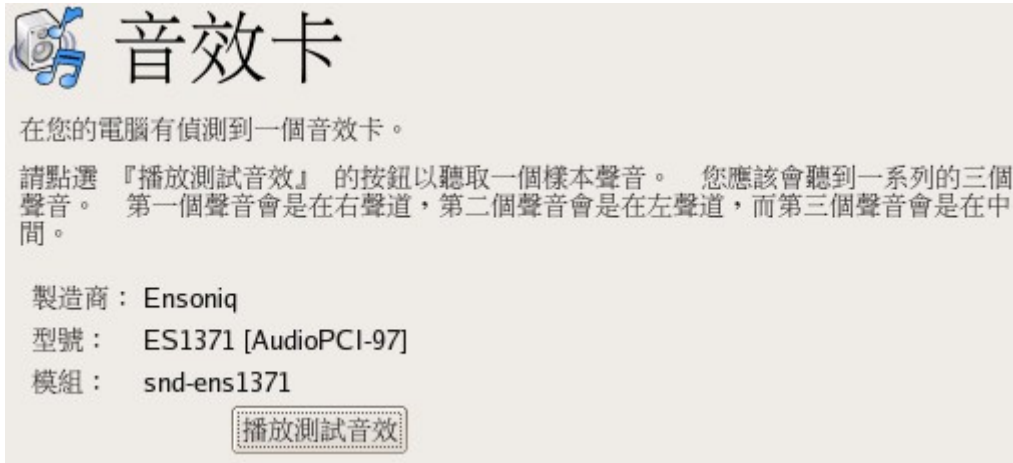 音效卡
在您的電腦有偵測到一個音效卡。
請點選 『播放測試音效』 的按鈕以聽取一個樣本聲音。 您應該會聽到一系列的三個
聲音。 第一個聲音會是在右聲道，第二個聲音會是在左聲道，而第三個聲音會是在中
間。
製造商： Ensoniq
型號： ES1371 [AudioPCI-97]
模組： snd-ens1371
播放測試音效